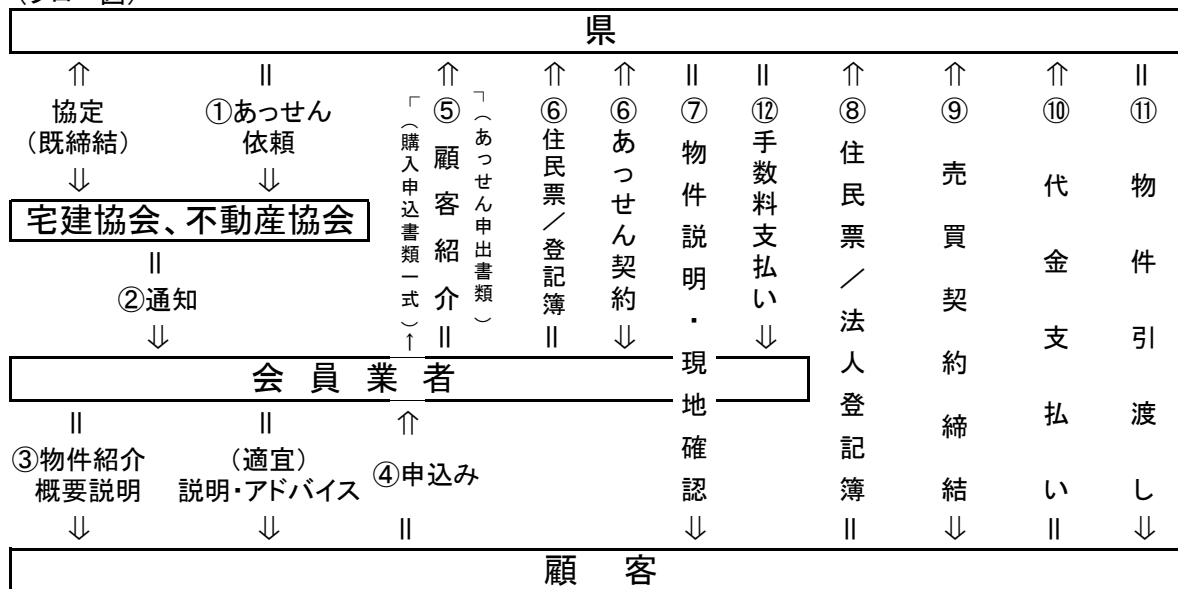 県
協定
（既締結）
①あっせん
依頼
宅建協会、不動産協会
②通知
会員業者
③物件紹介
概要説明
（適宜）
説明・アドバイス
④申込み
⑤顧客紹介
「（購入申込書類一式）
（あっせん申出書類）」
⑥住民票／登記簿
⑥あっせん契約
⑦物件説明・現地確認
⑫手数料支払い
⑧住民票／法人登記簿
⑨売買契約締結
⑩代金支払い
⑪物件引渡し
顧客